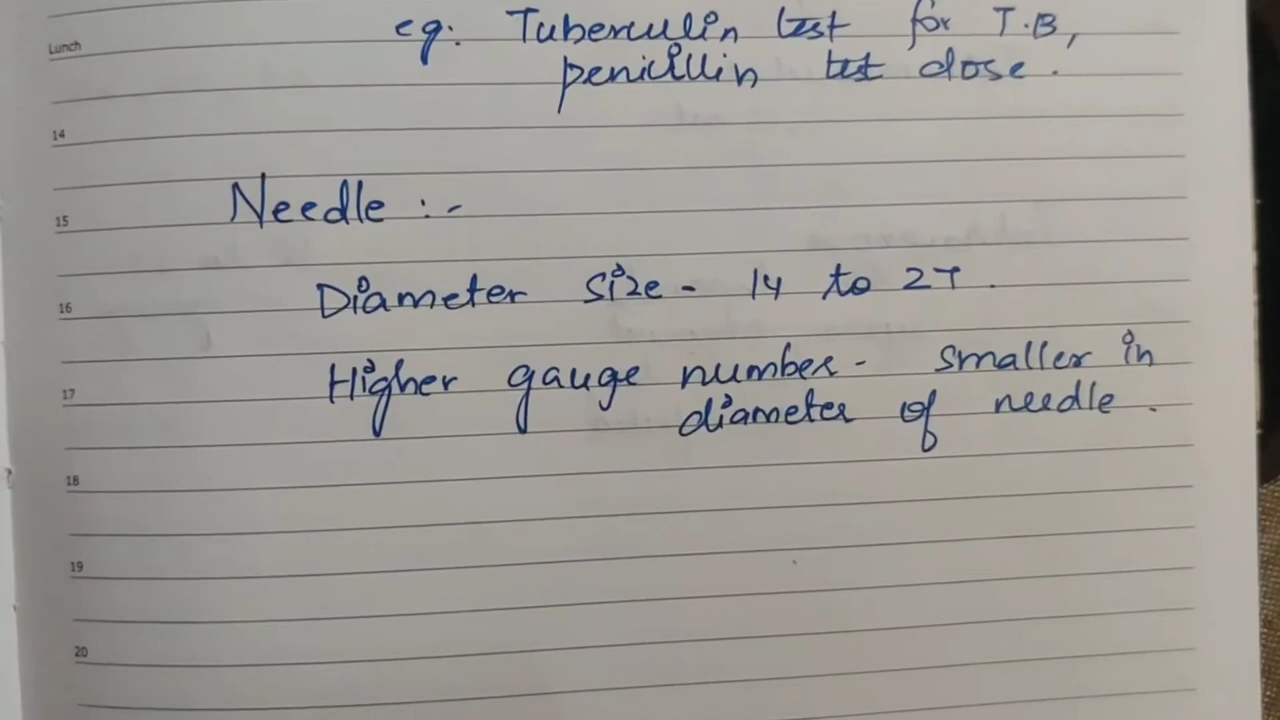 Lunch
eg: Tuberculin test for T.B,
penicillin test dose.
14
Needle :-
15
Diameter size - 14 to 27.
16
Higher gauge number - smaller in
17
diameter of needle.
18
19
20